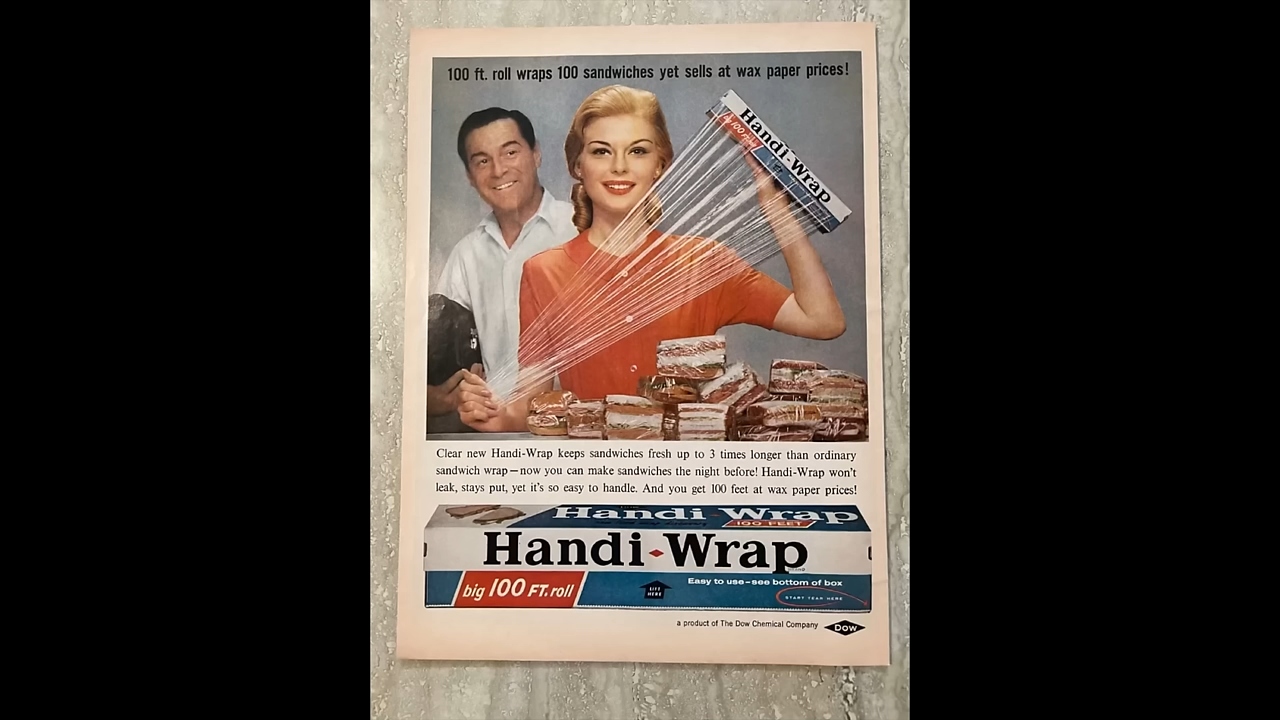 100 ft. roll wraps 100 sandwiches yet sells at wax paper prices!
Handi-Wrap
Clear new Handi-Wrap keeps sandwiches fresh up to 3 times longer than ordinary
sandwich wrap—now you can make sandwiches the night before! Handi-Wrap won't
leak, stays put, yet it's so easy to handle. And you get 100 feet at wax paper prices!
Handi-Wrap
100 FEET
Handi-Wrap
big 100 FT. roll
LIFT
HERE
Easy to use-see bottom of box
START TEAR HERE
a product of The Dow Chemical Company
DOW